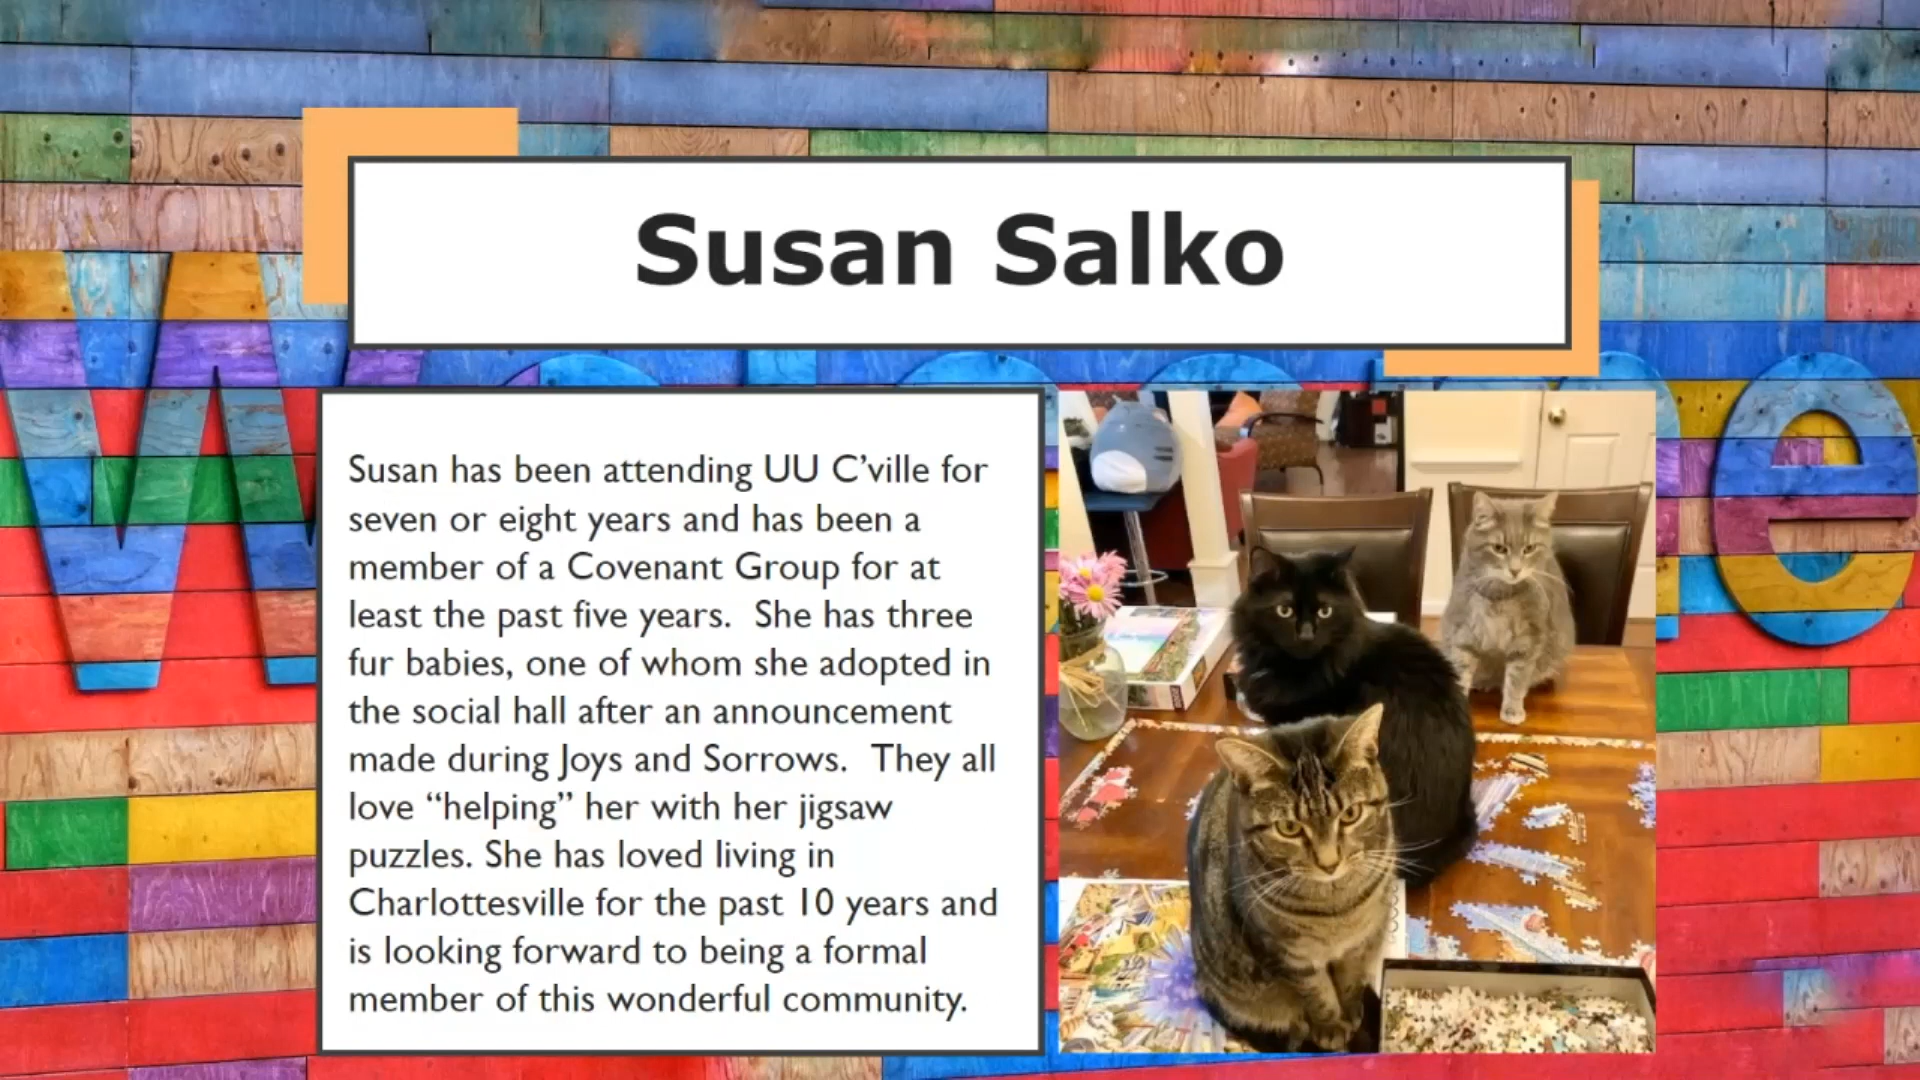 Susan Salko
Susan has been attending UU C’ville for
seven or eight years and has been a
member of a Covenant Group for at
least the past five years.  She has three
fur babies, one of whom she adopted in
the social hall after an announcement
made during Joys and Sorrows.  They all
love “helping” her with her jigsaw
puzzles. She has loved living in
Charlottesville for the past 10 years and
is looking forward to being a formal
member of this wonderful community.